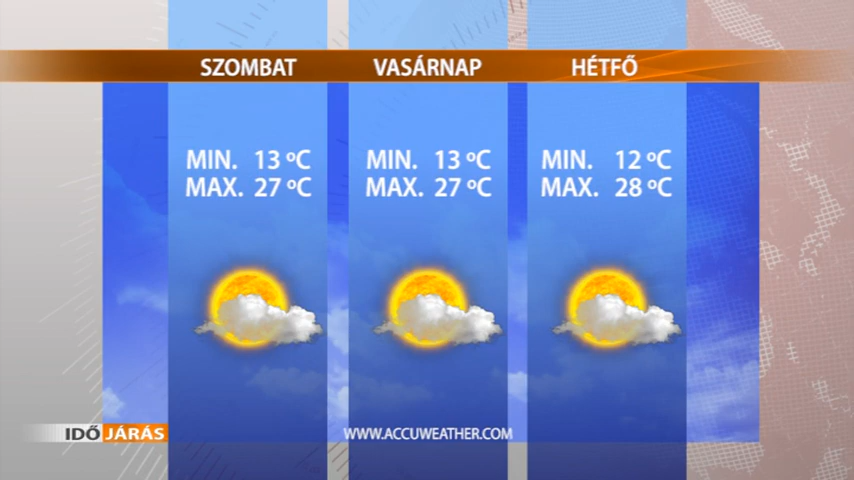 SZOMBAT VASÁRNAP HÉTFŐ
MIN. 13 ºC MIN. 13 ºC MIN. 12 ºC
MAX. 27 ºC MAX. 27 ºC MAX. 28 ºC
IDŐJÁRÁS WWW.ACCUWEATHER.COM